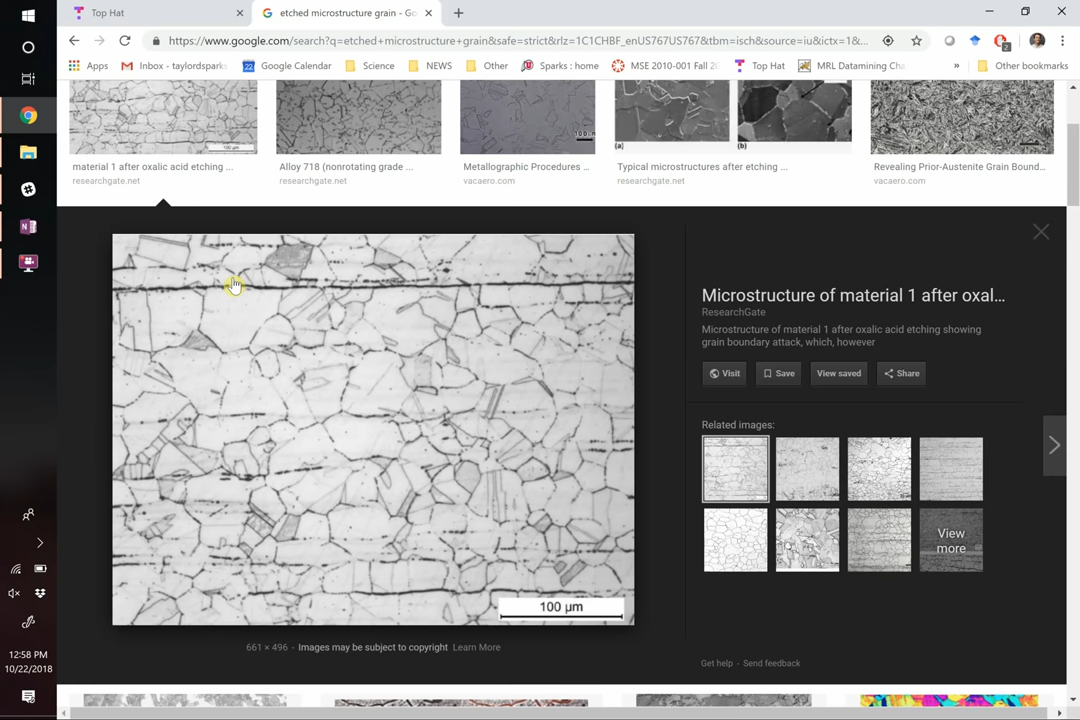 Top Hat
etched microstructure grain - Go
https://www.google.com/search?q=etched+microstructure+grain&safe=strict&rlz=1C1CHBF_enUS767US767&tbm=isch&source=iu&ictx=1&...
Apps
Inbox - taylordsparks
22
Google Calendar
Science
NEWS
Other
Sparks : home
MSE 2010-001 Fall 20
Top Hat
MRL Datamining Cha
»
Other bookmarks
2
100 µm
(a)
(b)
material 1 after oxalic acid etching ...
researchgate.net
Alloy 718 (nonrotating grade ...
researchgate.net
Metallographic Procedures ...
vacaero.com
Typical microstructures after etching ...
researchgate.net
Revealing Prior-Austenite Grain Bound...
vacaero.com
Microstructure of material 1 after oxal...
ResearchGate
Microstructure of material 1 after oxalic acid etching showing
grain boundary attack, which, however
Visit
Save
View saved
Share
Related images:
View
more
100 µm
661 × 496 - Images may be subject to copyright Learn More
Get help - Send feedback
12:58 PM
10/22/2018